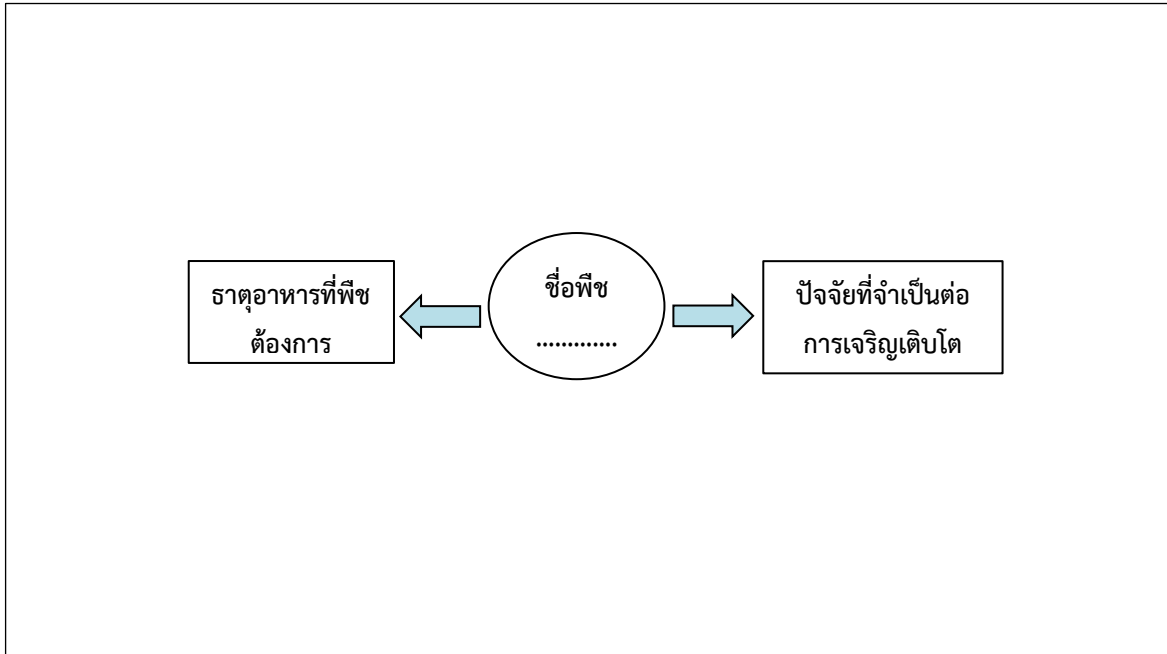 ธาตุอาหารที่พืช
ต้องการ
ชื่อพืช
.............
ปัจจัยที่จำเป็นต่อ
การเจริญเติบโต